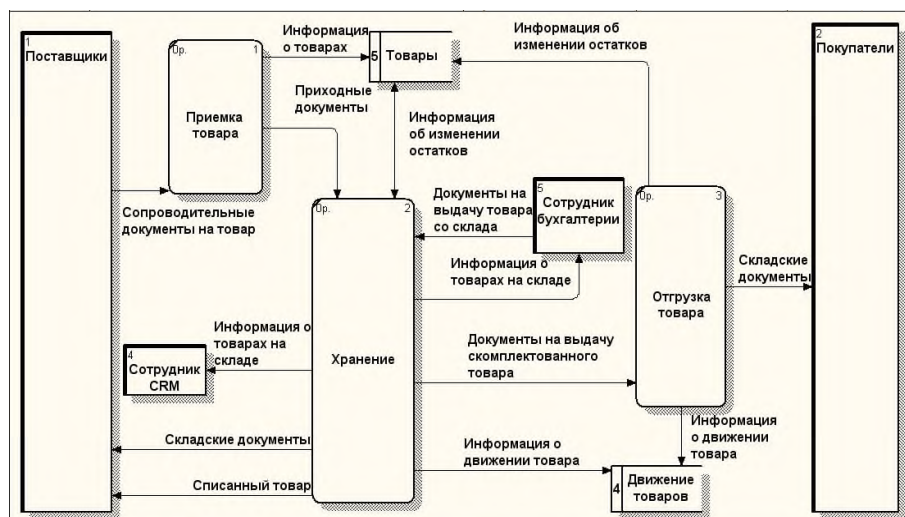 1
Поставщики
0р.
1
Приемка
товара
Информация
о товарах
5
Товары
Информация об
изменении остатков
2
Покупатели
Приходные
документы
Информация
об изменении
остатков
Сопроводительные
документы на товар
0р.
2
Хранение
Документы на
выдачу товара
со склада
5
Сотрудник
бухгалтерии
0р.
3
Отгрузка
товара
Складские
документы
Информация о
товарах на складе
Информация о
товарах на
складе
4
Сотрудник
CRM
Документы на выдачу
скомплектованного
товара
Складские документы
Информация о
движении товара
Информация
о движении
товара
Списанный товар
4
Движение
товаров